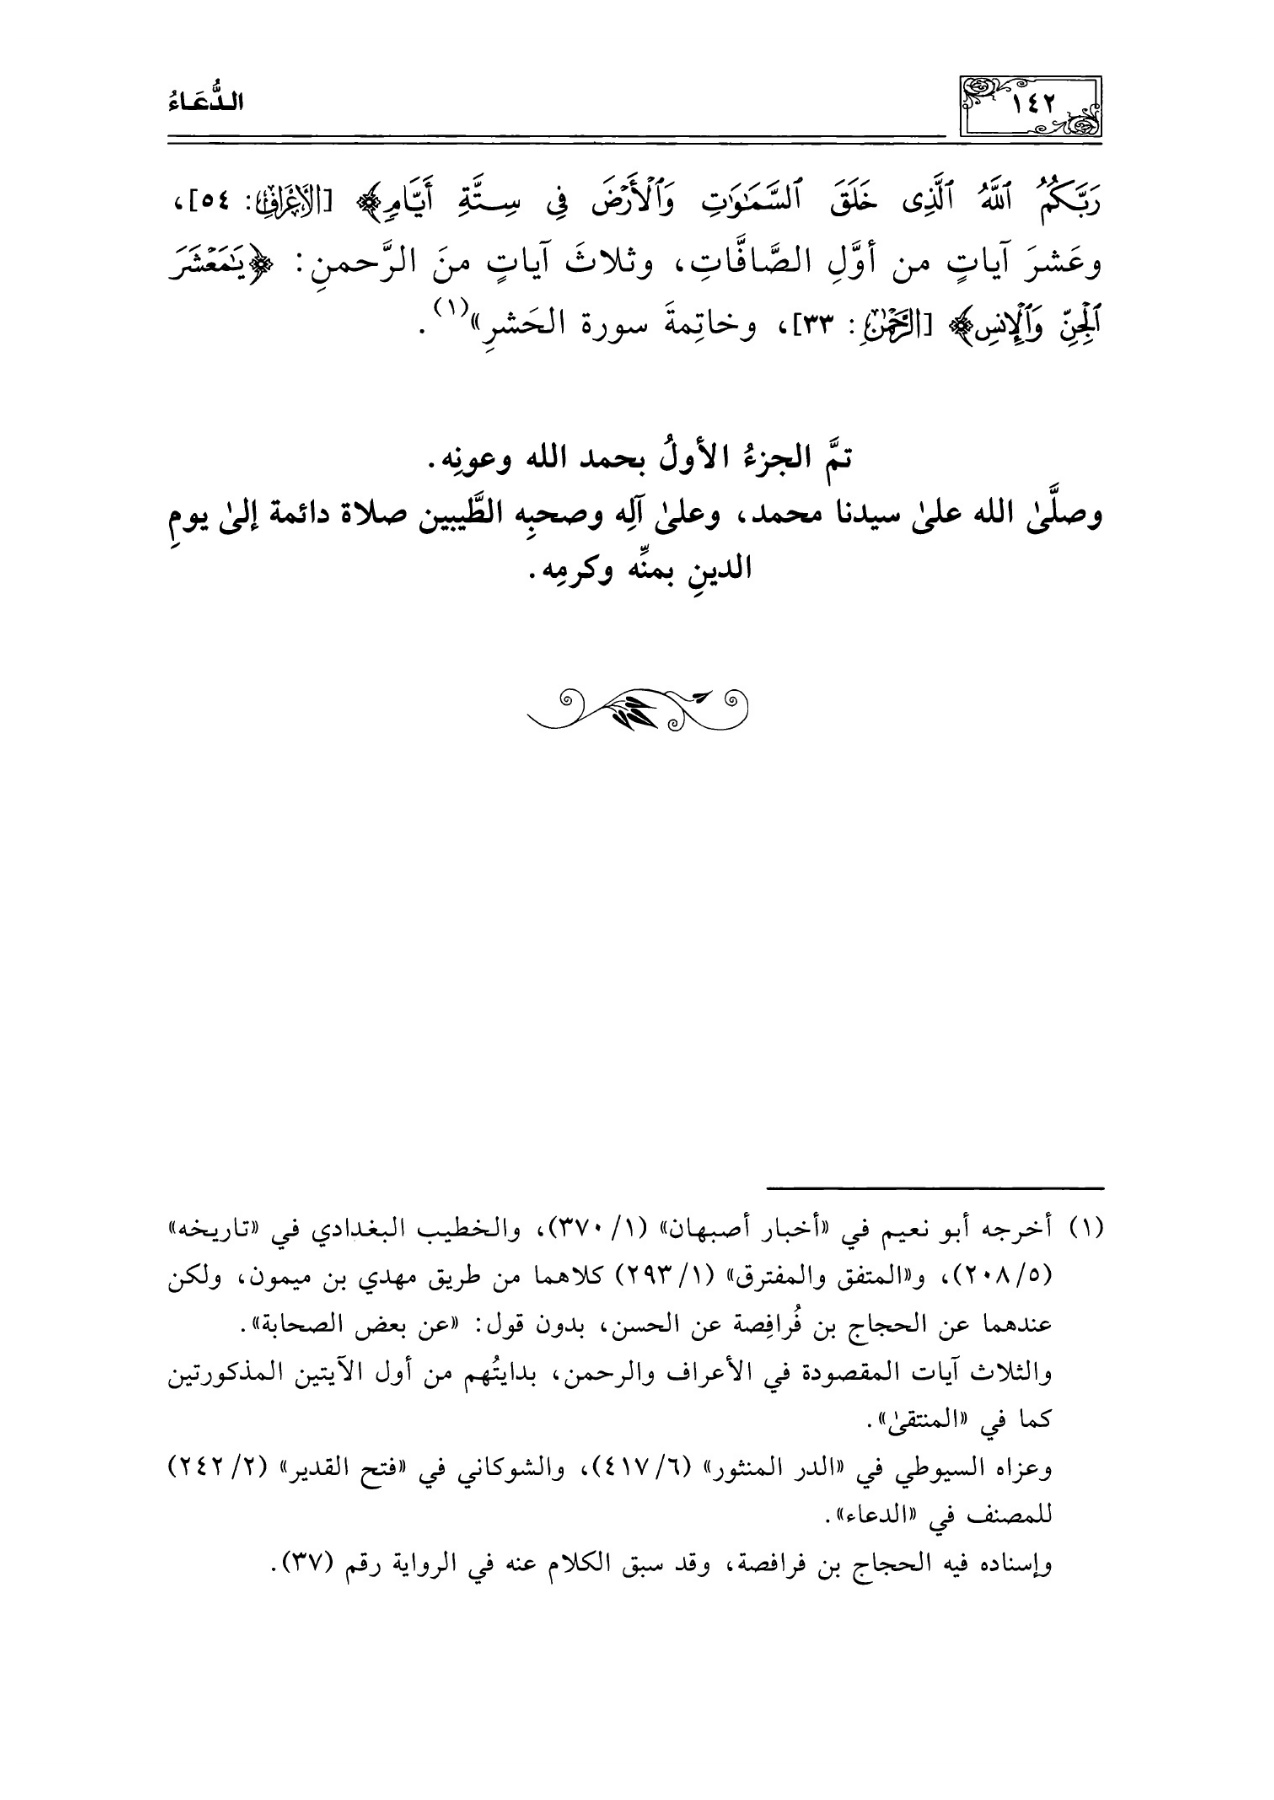 ١٤٢
الدُّعَاءُ
رَبَّكُمُ ٱللَّهُ ٱلَّذِى خَلَقَ ٱلسَّمَٰوَٰتِ وَٱلْأَرْضَ فِى سِتَّةِ أَيَّامٍ﴾ [الأَعْرَافِ: ٥٤]،
وعَشرَ آياتٍ من أوَّلِ الصَّافَّاتِ، وثلاثَ آياتٍ منَ الرَّحمنِ: ﴿يَٰمَعْشَرَ
ٱلْجِنِّ وَٱلْإِنسِ﴾ [الرَّحْمَٰنِ: ٣٣]، وخاتِمةَ سورة الحَشرِ»(١).
تمَّ الجزءُ الأولُ بحمد الله وعونِه.
وصلَّىٰ الله علىٰ سيدنا محمد، وعلىٰ آلِه وصحبِه الطَّيبين صلاة دائمة إلىٰ يومِ
الدينِ بمنِّه وكرمِه.
(١) أخرجه أبو نعيم في «أخبار أصبهان» (١/ ٣٧٠)، والخطيب البغدادي في «تاريخه»
(٥/ ٢٠٨)، و«المتفق والمفترق» (١/ ٢٩٣) كلاهما من طريق مهدي بن ميمون، ولكن
عندهما عن الحجاج بن فُرافِصة عن الحسن، بدون قول: «عن بعض الصحابة».
والثلاث آيات المقصودة في الأعراف والرحمن، بدايتُهم من أول الآيتين المذكورتين
كما في «المنتقىٰ».
وعزاه السيوطي في «الدر المنثور» (٦/ ٤١٧)، والشوكاني في «فتح القدير» (٢/ ٢٤٢)
للمصنف في «الدعاء».
وإسناده فيه الحجاج بن فرافصة، وقد سبق الكلام عنه في الرواية رقم (٣٧).